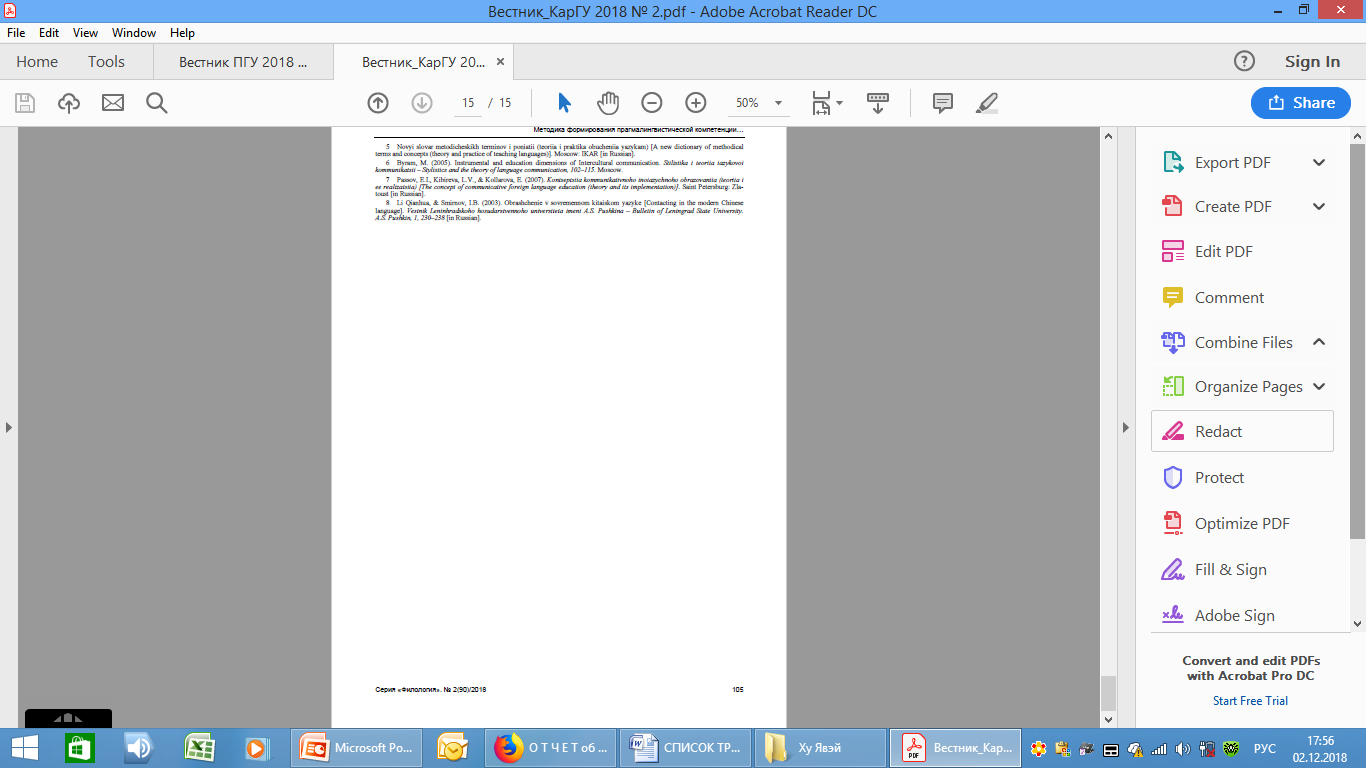 Вестник_КарГУ 2018 № 2.pdf - Adobe Acrobat Reader DC
File Edit View Window Help
Home Tools Вестник ПГУ 2018 ... Вестник_КарГУ 20... × Sign In
15 / 15 50% Share
Методика формирования прагмалингвистической компетенции…
5 Novyi slovar metodicheskikh terminov i poniatii (teoriia i praktika obucheniia yazykam) [A new dictionary of methodical
terms and concepts (theory and practice of teaching languages)]. Moscow: IKAR [in Russian].
6 Byram, M. (2005). Instrumental and education dimensions of Intercultural communication. Stilistika i teoriia iazykovoi
kommunikatsii – Stylistics and the theory of language communication, 102–115. Moscow.
7 Passov, E.I., Kibireva, L.V., & Kollarova, E. (2007). Kontseptsiia kommunikativnoho inoiazychnoho obrazovaniia (teoriia i
ee realizatsiia) [The concept of communicative foreign language education (theory and its implementation)]. Saint Petersburg: Zla-
toust [in Russian].
8 Li Qianhua, & Smirnov, I.B. (2003). Obrashchenie v sovremennom kitaiskom yazyke [Contacting in the modern Chinese
language]. Vestnik Leninhradskoho hosudarstvennoho universiteta imeni A.S. Pushkina – Bulletin of Leningrad State University.
A.S. Pushkin, 1, 230–238 [in Russian].
Серия «Филология». № 2(90)/2018 105
Export PDF
Create PDF
Edit PDF
Comment
Combine Files
Organize Pages
Redact
Protect
Optimize PDF
Fill & Sign
Adobe Sign
Convert and edit PDFs
with Acrobat Pro DC
Start Free Trial
Microsoft Po... О Т Ч Е Т об ... СПИСОК ТР... Ху Явэй Вестник_Кар... РУС 17:56
02.12.2018